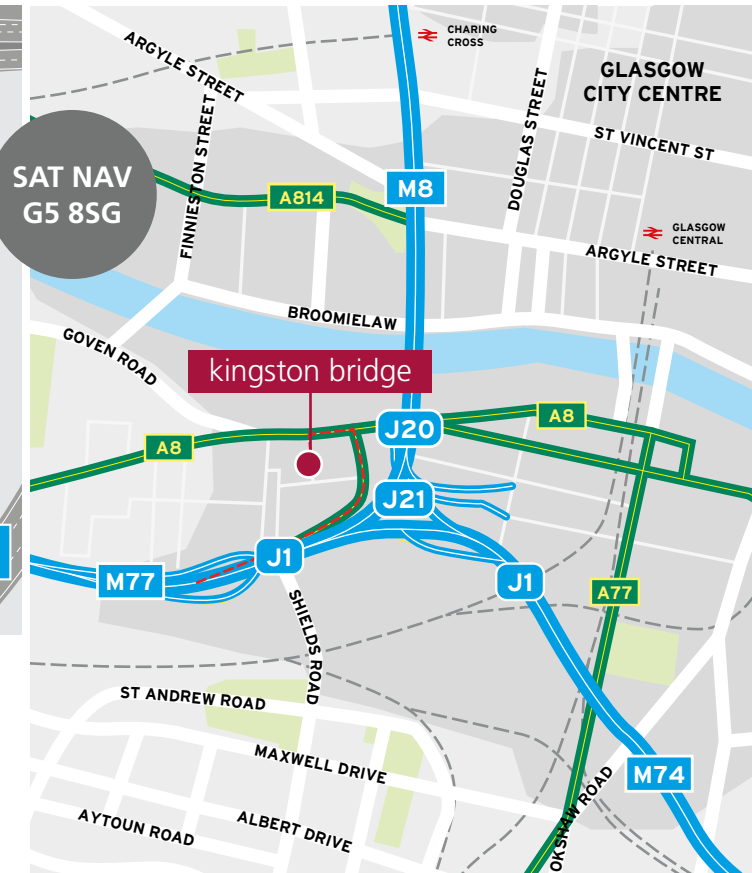 CHARING
CROSS
ARGYLE STREET
GLASGOW
CITY CENTRE
DOUGLAS STREET
FINNIESTON STREET
ST VINCENT ST
SAT NAV
G5 8SG
M8
A814
GLASGOW
CENTRAL
ARGYLE STREET
BROOMIELAW
GOVEN ROAD
kingston bridge
A8
J20
A8
J21
J1
M77
J1
A77
SHIELDS ROAD
ST ANDREW ROAD
MAXWELL DRIVE
M74
AYTOUN ROAD
ALBERT DRIVE
OKSHAW ROAD